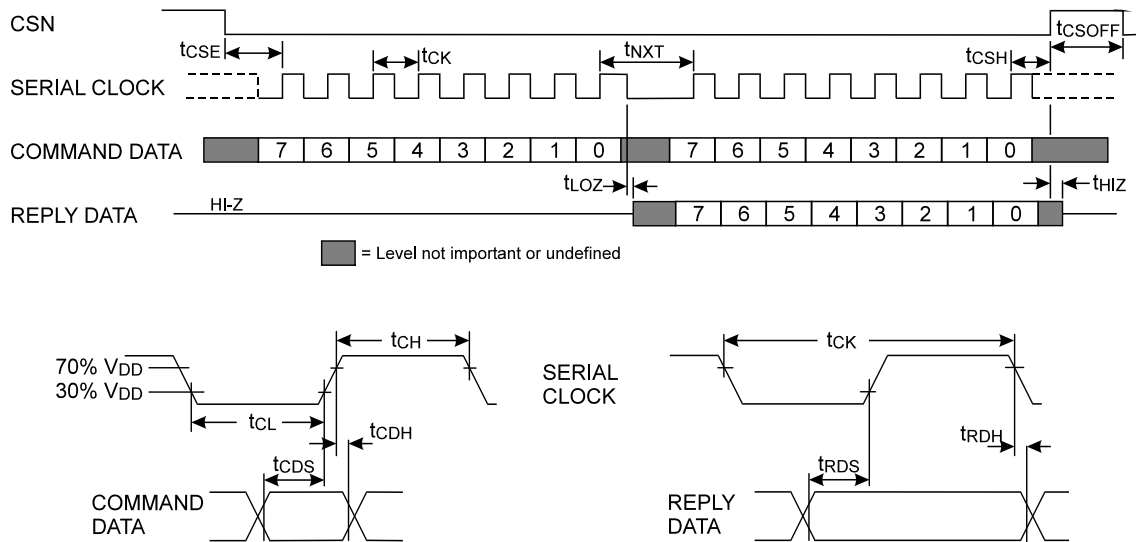 CSN
tCSOFF
tCSE
tCK
tNXT
tCSH
SERIAL CLOCK
COMMAND DATA
7 6 5 4 3 2 1 0 7 6 5 4 3 2 1 0
tLOZ
tHIZ
REPLY DATA
HI-Z
7 6 5 4 3 2 1 0
= Level not important or undefined
tCH
tCK
70% VDD
30% VDD
SERIAL
CLOCK
tCL
tCDH
tRDH
tCDS
tRDS
COMMAND
DATA
REPLY
DATA